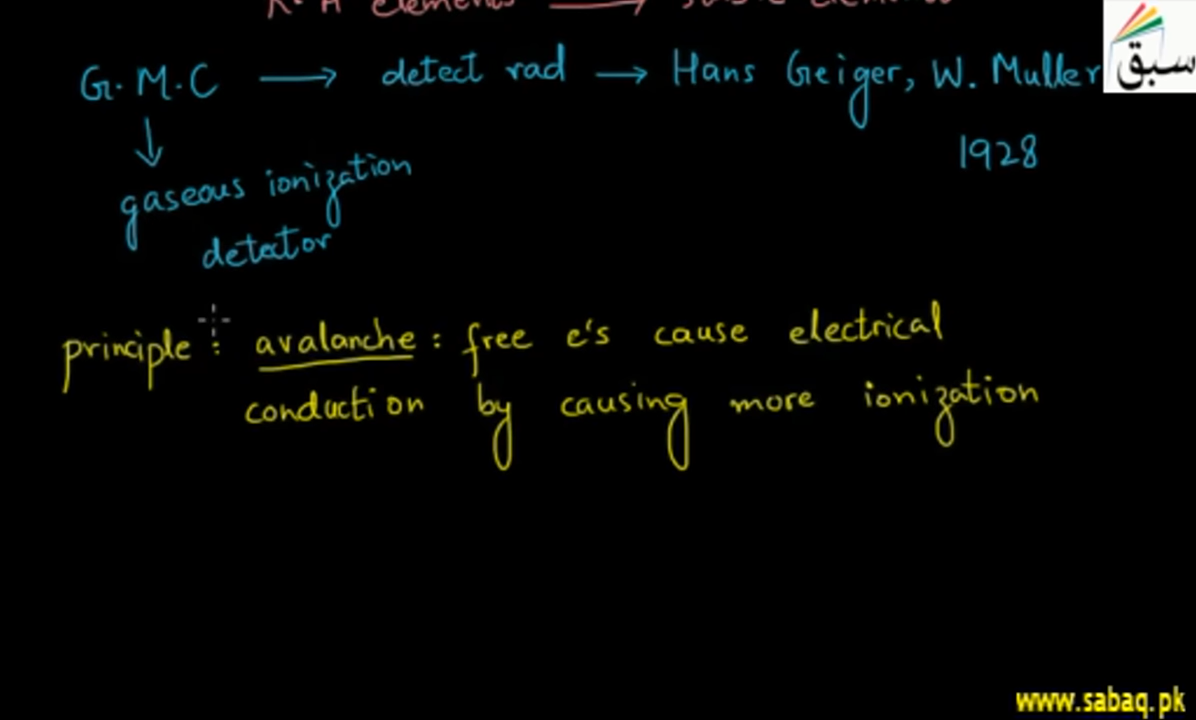 R. A elements →
G.M.C → detect rad → Hans Geiger, W. Muller
سبق
↓
1928
gaseous ionization
detector
principle : avalanche : free e's cause electrical
conduction by causing more ionization
www.sabaq.pk